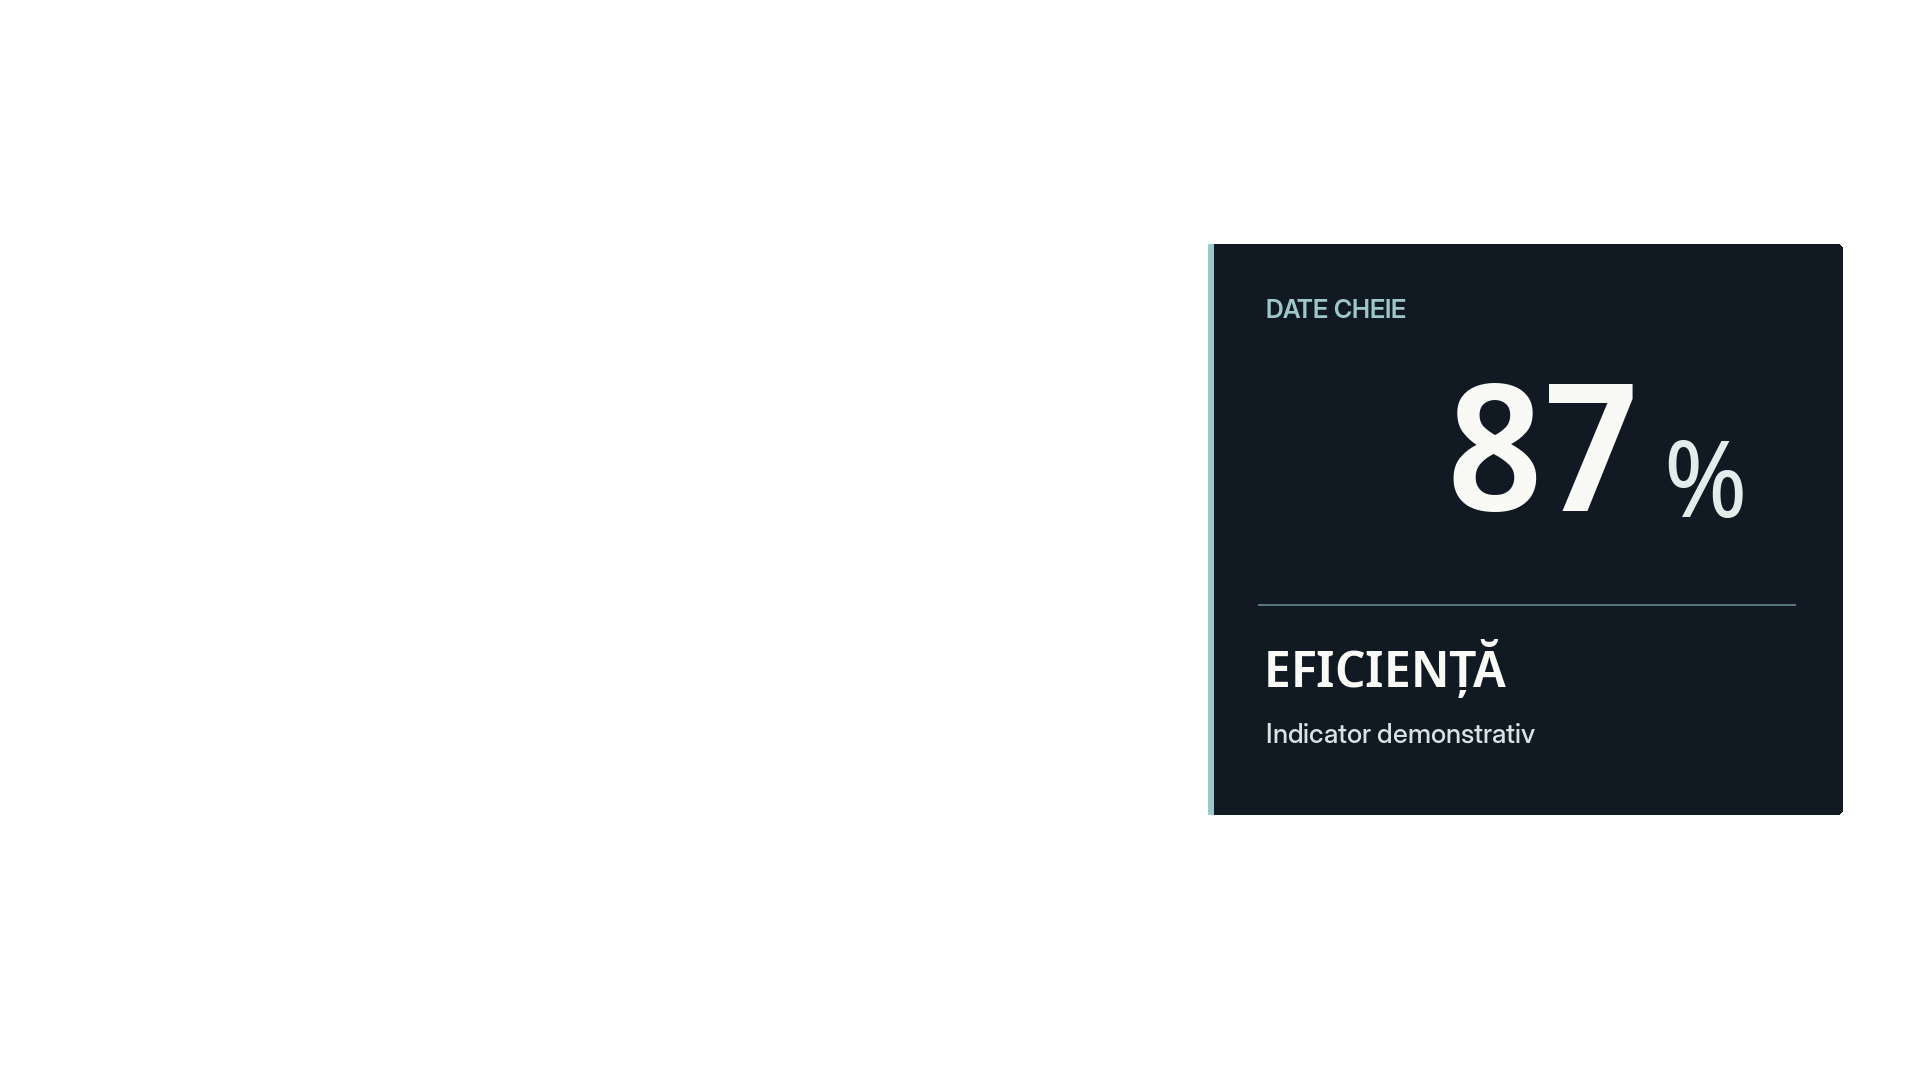 DATE CHEIE
87 %
EFICIENȚĂ
Indicator demonstrativ